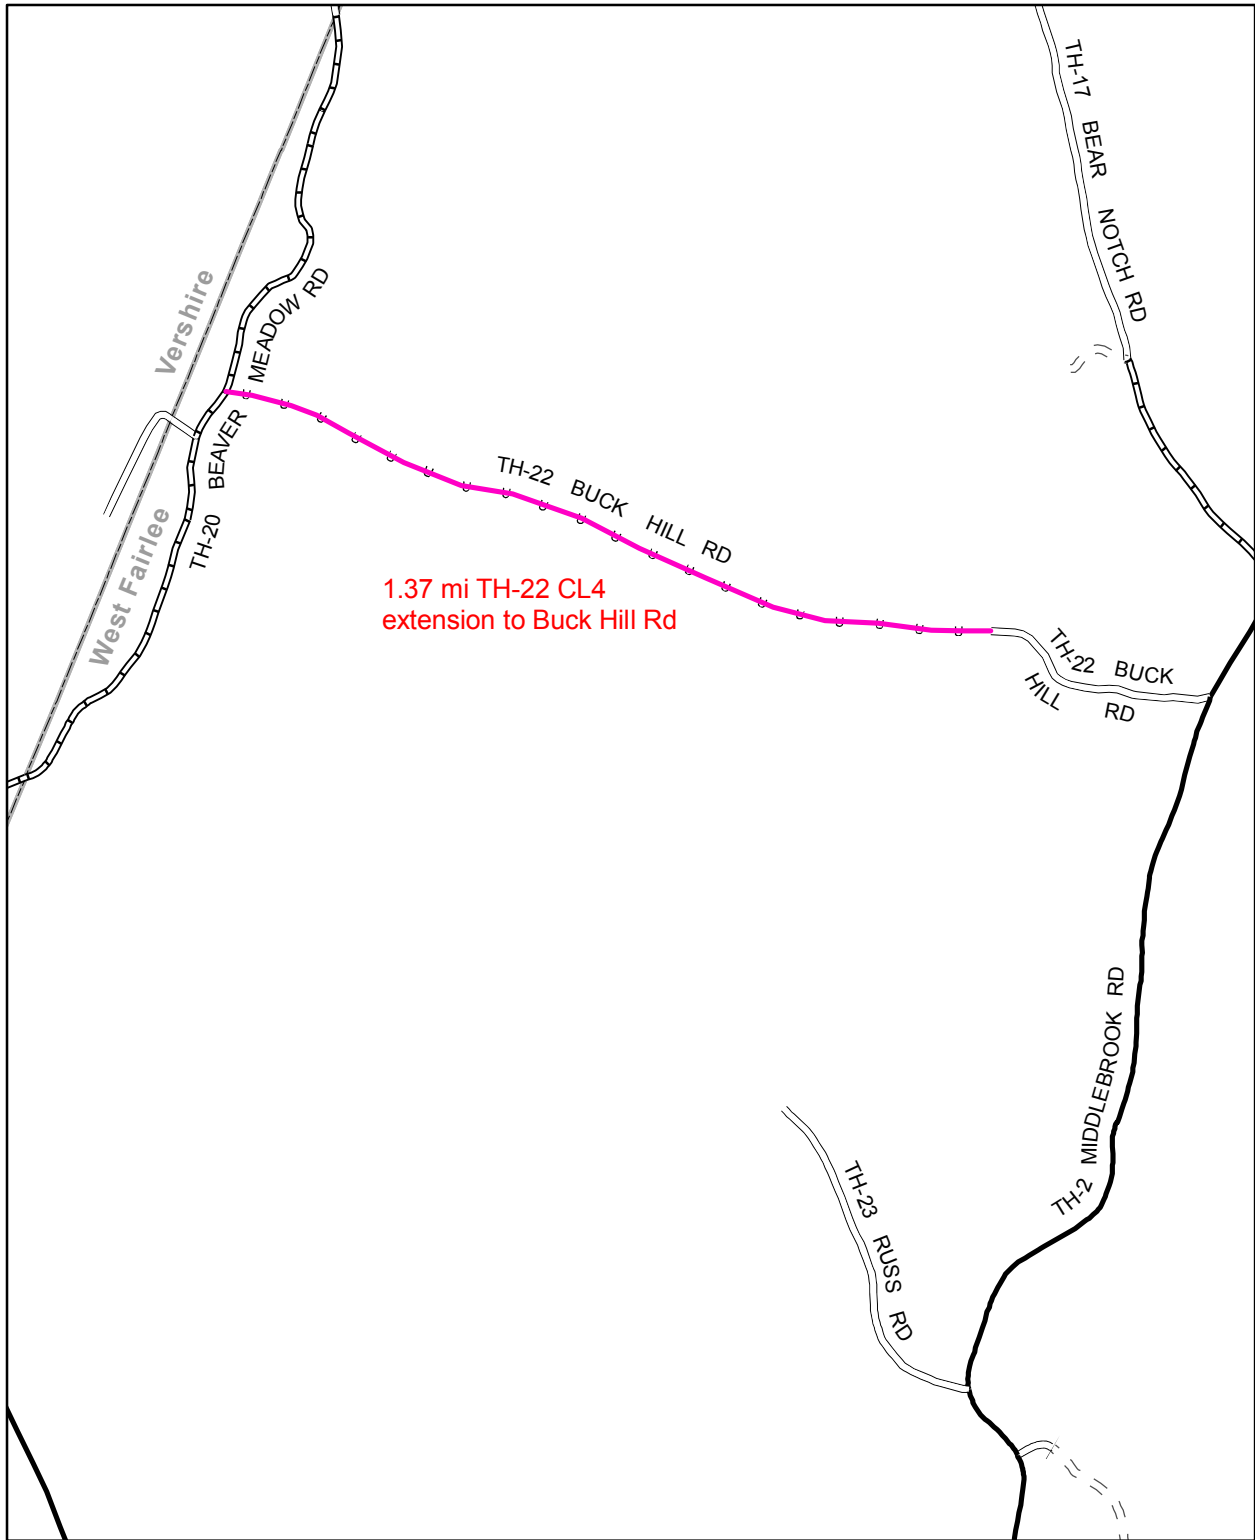 TH-17 BEAR NOTCH RD
Vershire
TH-20 BEAVER MEADOW RD
West Fairlee
TH-22 BUCK HILL RD
1.37 mi TH-22 CL4
extension to Buck Hill Rd
TH-22 BUCK
HILL RD
TH-2 MIDDLEBROOK RD
TH-23 RUSS RD